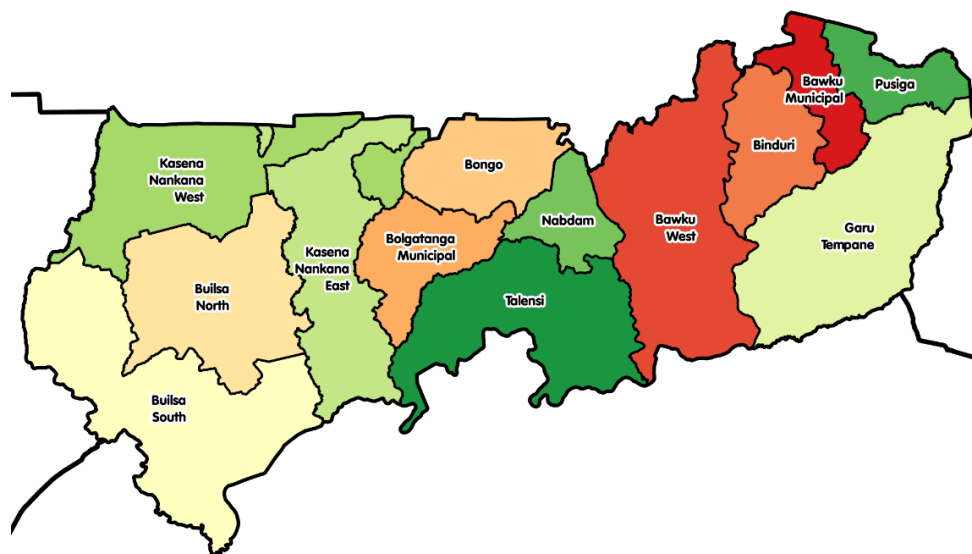 Bawku
Municipal
Pusiga
Binduri
Kasena
Nankana
West
Bongo
Nabdam
Bawku
West
Garu
Tempane
Bolgatanga
Municipal
Kasena
Nankana
East
Builsa
North
Talensi
Builsa
South